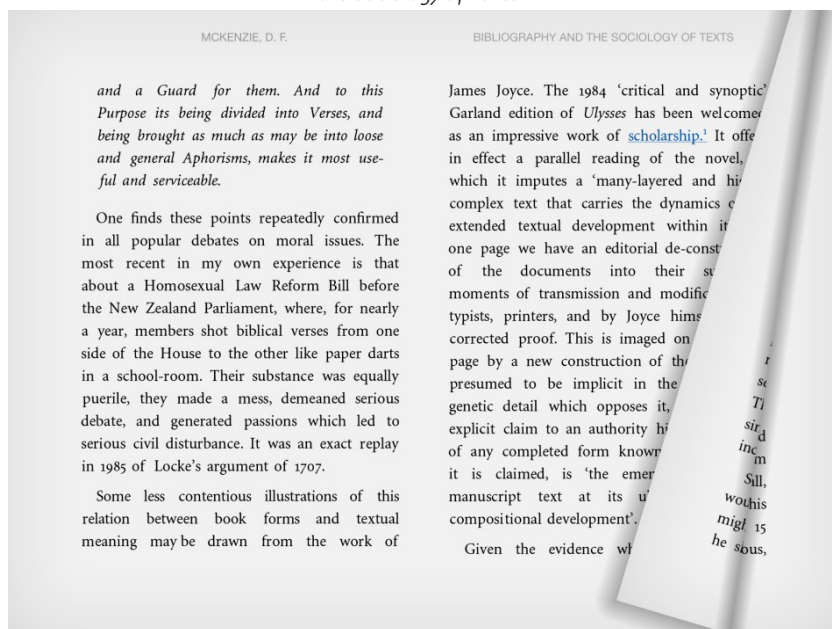 MCKENZIE, D. F.
and a Guard for them. And to this
Purpose its being divided into Verses, and
being brought as much as may be into loose
and general Aphorisms, makes it most use-
ful and serviceable.
One finds these points repeatedly confirmed
in all popular debates on moral issues. The
most recent in my own experience is that
about a Homosexual Law Reform Bill before
the New Zealand Parliament, where, for nearly
a year, members shot biblical verses from one
side of the House to the other like paper darts
in a school-room. Their substance was equally
puerile, they made a mess, demeaned serious
debate, and generated passions which led to
serious civil disturbance. It was an exact replay
in 1985 of Locke’s argument of 1707.
Some less contentious illustrations of this
relation between book forms and textual
meaning may be drawn from the work of
BIBLIOGRAPHY AND THE SOCIOLOGY OF TEXTS
James Joyce. The 1984 ‘critical and synoptic’
Garland edition of Ulysses has been welcomed
as an impressive work of scholarship.¹ It offe
in effect a parallel reading of the novel,
which it imputes a ‘many-layered and hi
complex text that carries the dynamics
extended textual development within it
one page we have an editorial de-const
of the documents into their su
moments of transmission and modific
typists, printers, and by Joyce hims
corrected proof. This is imaged on
page by a new construction of the
presumed to be implicit in the
genetic detail which opposes it,
explicit claim to an authority hi
of any completed form known
it is claimed, is ‘the emer
manuscript text at its u
compositional development’.
Given the evidence wh
Sill,